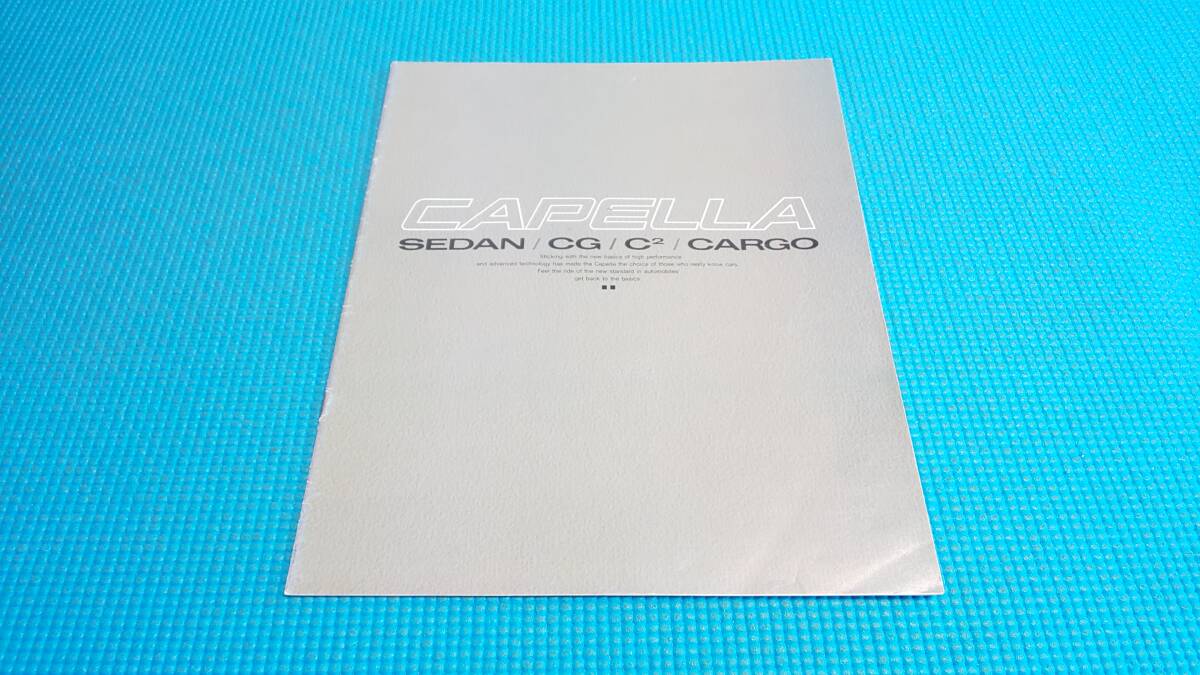 CAPELLA
SEDAN / CG / C² / CARGO
Sticking with the new basics of high performance
and advanced technology has made the Capella the choice of those who really know cars.
Feel the ride of the new standard in automobiles
get back to the basics